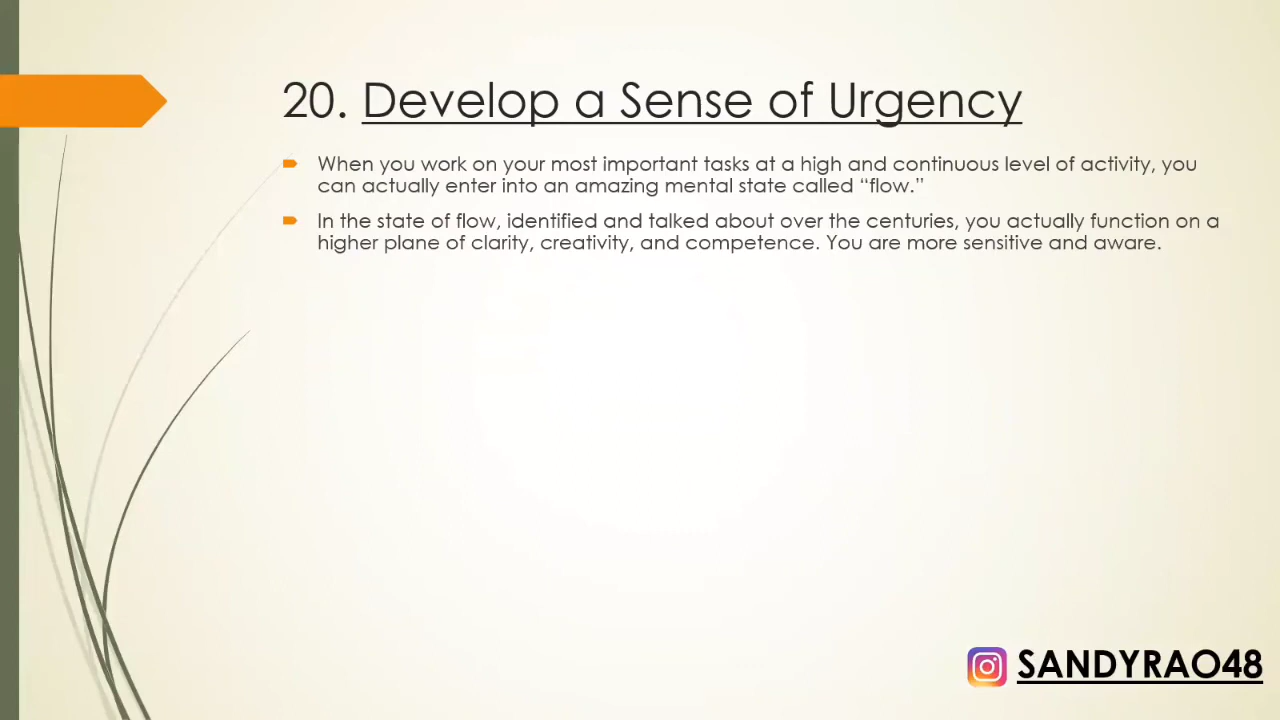 20. Develop a Sense of Urgency
When you work on your most important tasks at a high and continuous level of activity, you
can actually enter into an amazing mental state called “flow.”
In the state of flow, identified and talked about over the centuries, you actually function on a
higher plane of clarity, creativity, and competence. You are more sensitive and aware.
SANDYRAO48